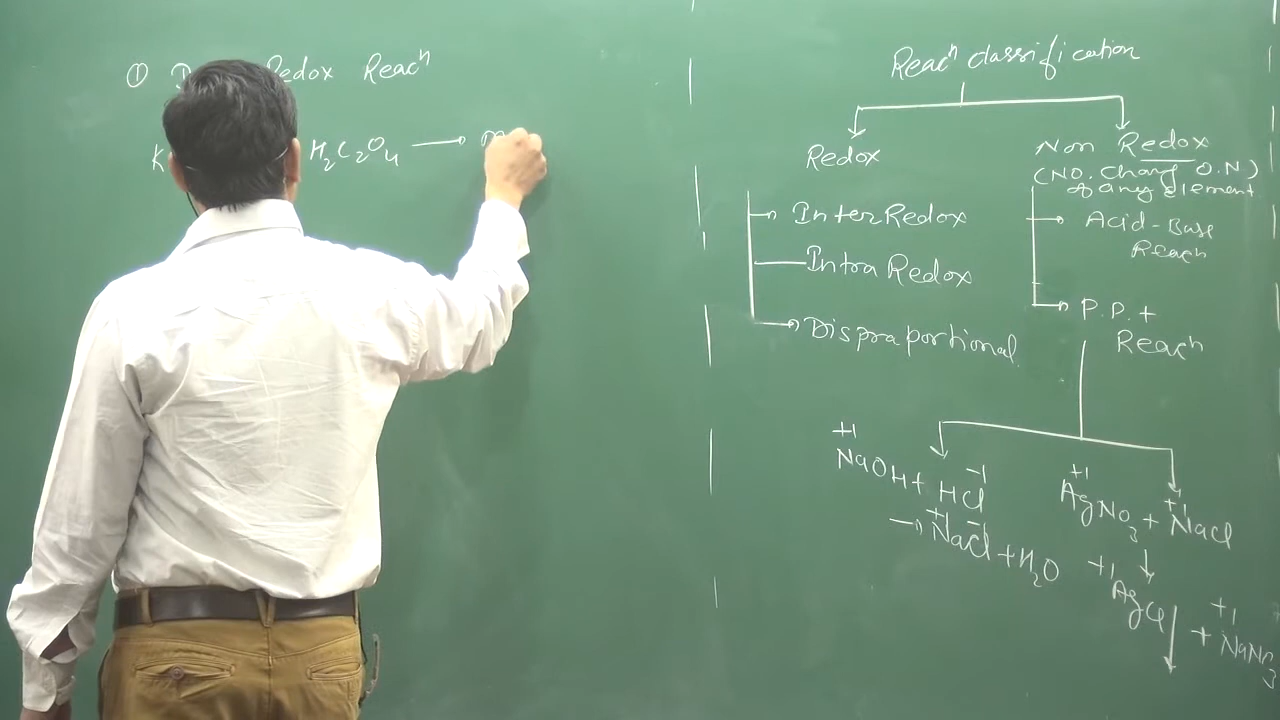 ① Redox Reacⁿ
K H₂C₂O₄ → m
Reacⁿ classification
Redox
Non Redox
(NO. Chang O.N)
of any Element
→ Inter Redox
Intra Redox
→ Dispraportional
→ Acid-Base
Reacn
→ P.P.t
Reacⁿ
+1
NaOH + HCl
-1
+1 -1
→ NaCl + H₂O
+1
AgNO₃ + NaCl
+1
↓
+1
AgCl ↓ + NaNO₃
+1